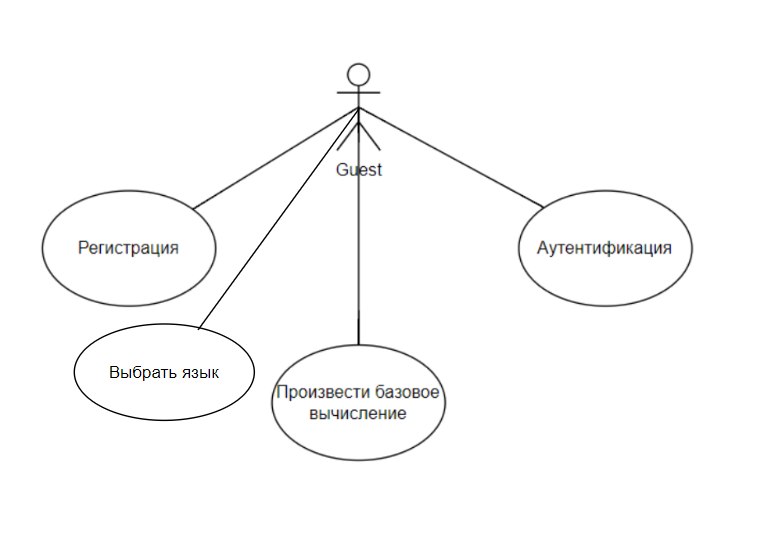 Guest
Регистрация
Аутентификация
Выбрать язык
Произвести базовое
вычисление